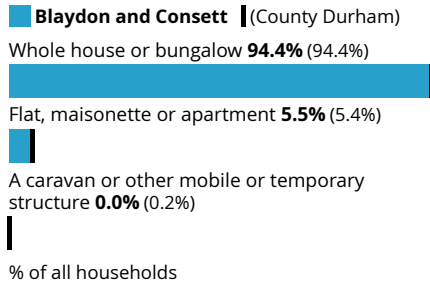 Blaydon and Consett (County Durham)
Whole house or bungalow 94.4% (94.4%)
Flat, maisonette or apartment 5.5% (5.4%)
A caravan or other mobile or temporary
structure 0.0% (0.2%)
% of all households